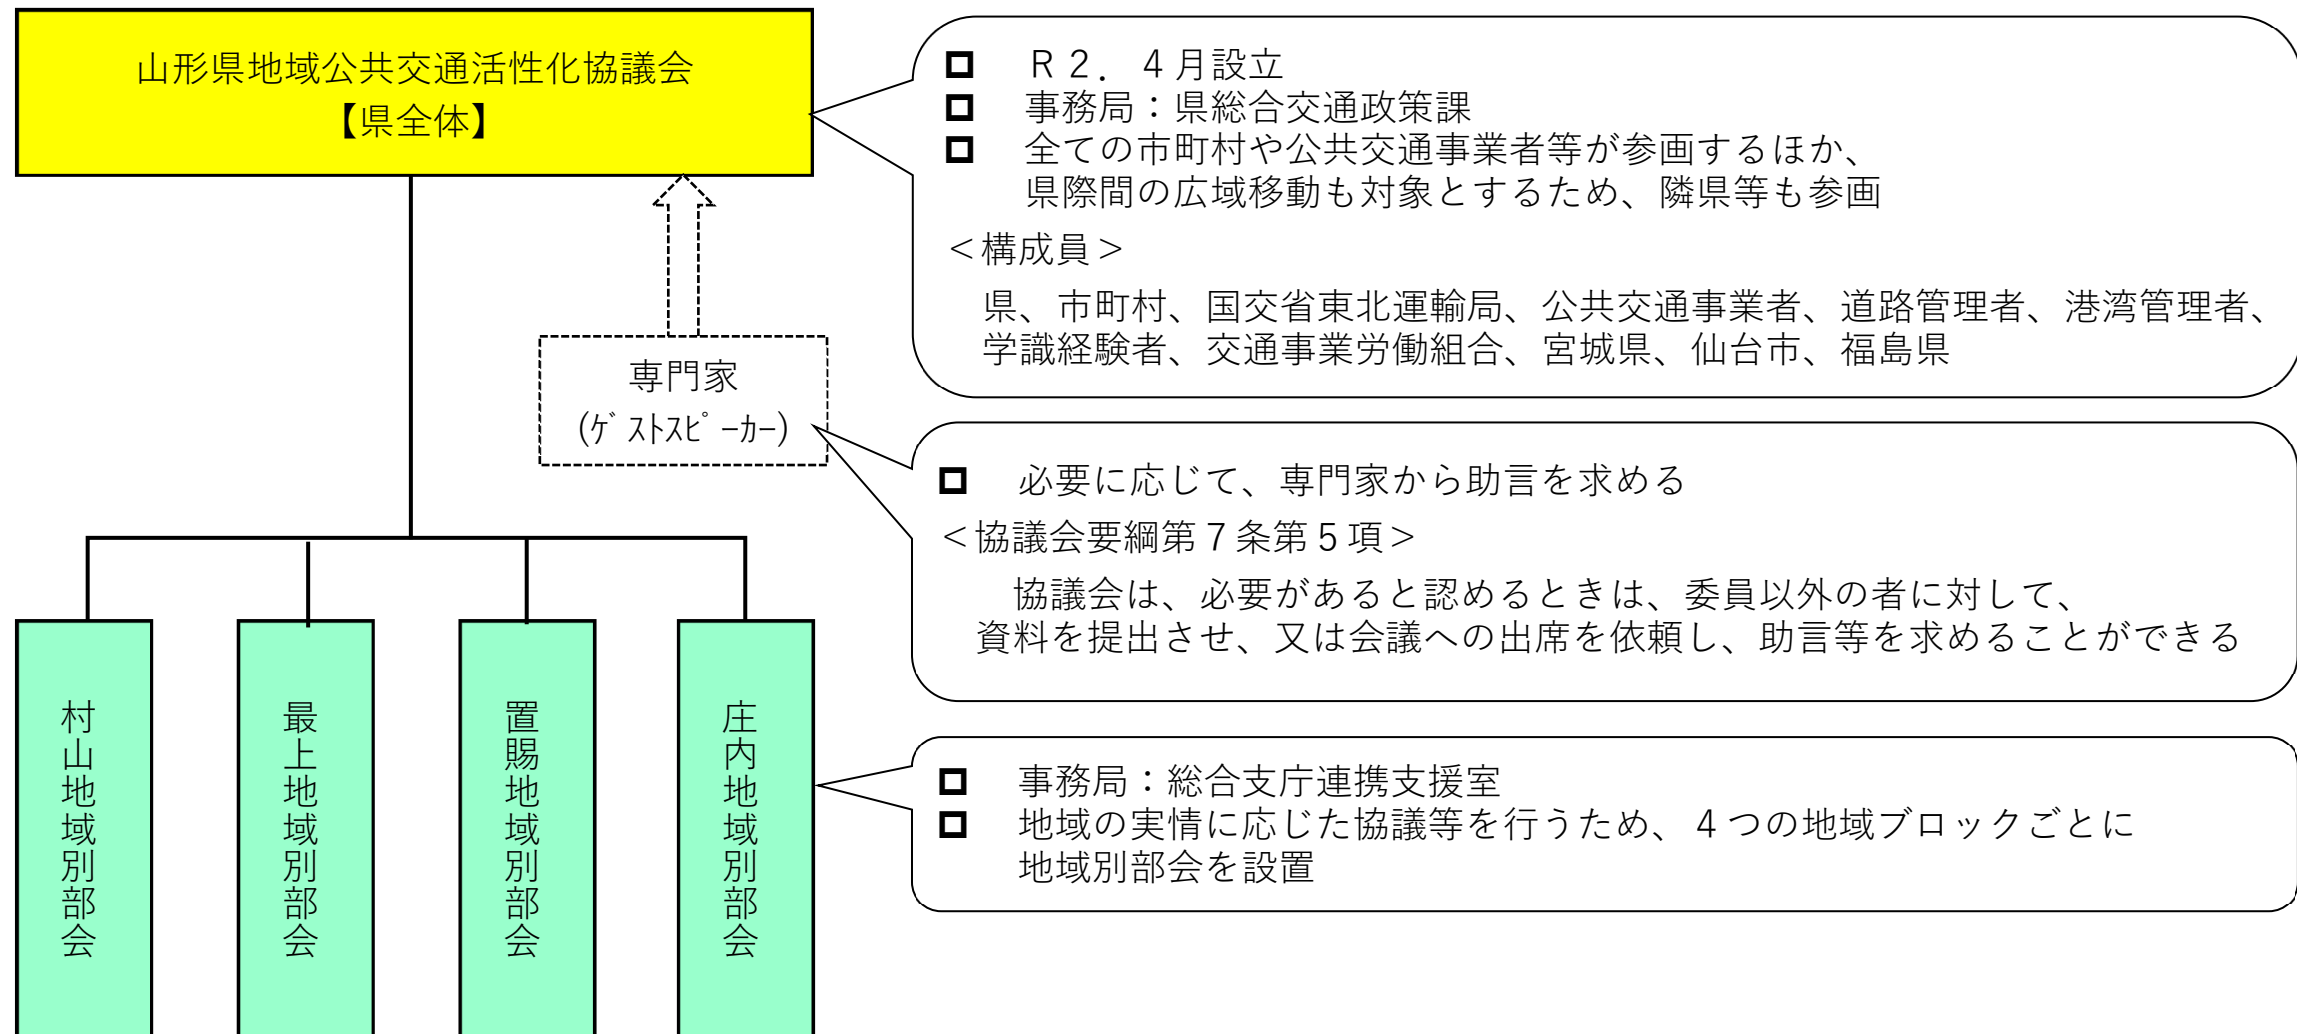 山形県地域公共交通活性化協議会
【県全体】
R2．4月設立
事務局：県総合交通政策課
全ての市町村や公共交通事業者等が参画するほか、
県際間の広域移動も対象とするため、隣県等も参画
＜構成員＞
県、市町村、国交省東北運輸局、公共交通事業者、道路管理者、港湾管理者、
学識経験者、交通事業労働組合、宮城県、仙台市、福島県
専門家
(ｹﾞｽﾄｽﾋﾟｰｶｰ)
必要に応じて、専門家から助言を求める
＜協議会要綱第7条第5項＞
協議会は、必要があると認めるときは、委員以外の者に対して、
資料を提出させ、又は会議への出席を依頼し、助言等を求めることができる
村山地域別部会
最上地域別部会
置賜地域別部会
庄内地域別部会
事務局：総合支庁連携支援室
地域の実情に応じた協議等を行うため、4つの地域ブロックごとに
地域別部会を設置